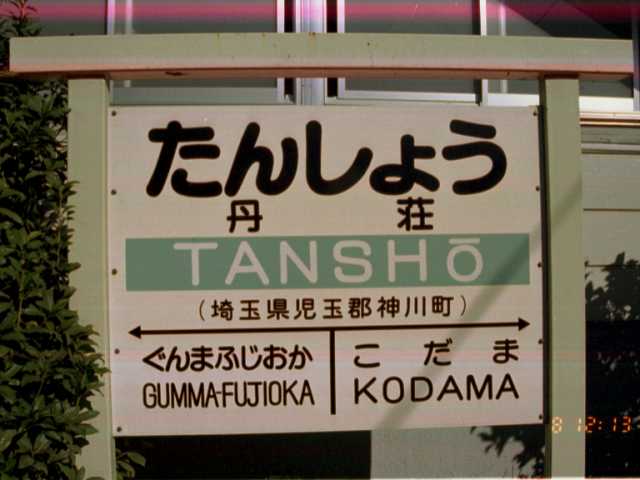 たんしょう
丹 荘
TANSHŌ
(埼玉県児玉郡神川町)
ぐんまふじおか こだま
GUMMA-FUJIOKA KODAMA
8 12:13